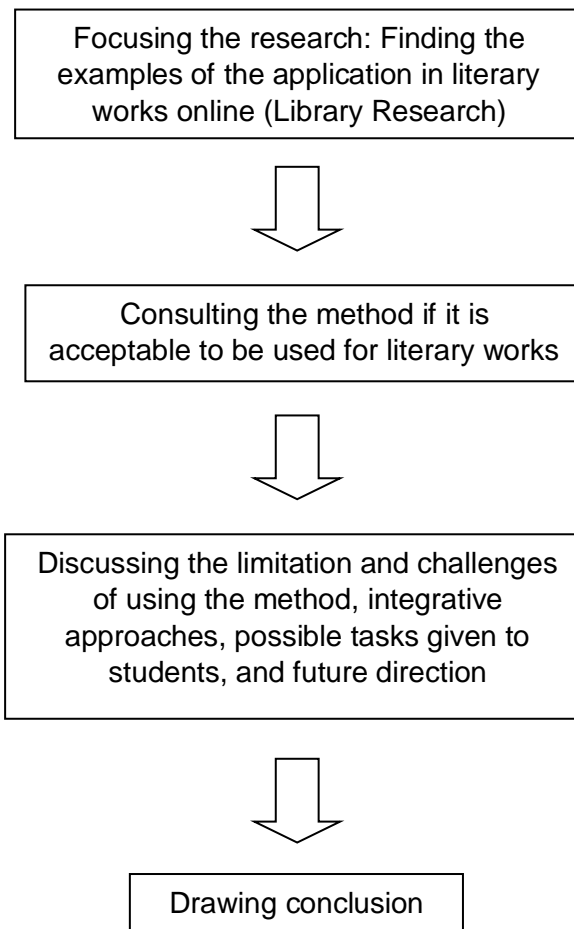 Focusing the research: Finding the
examples of the application in literary
works online (Library Research)
Consulting the method if it is
acceptable to be used for literary works
Discussing the limitation and challenges
of using the method, integrative
approaches, possible tasks given to
students, and future direction
Drawing conclusion